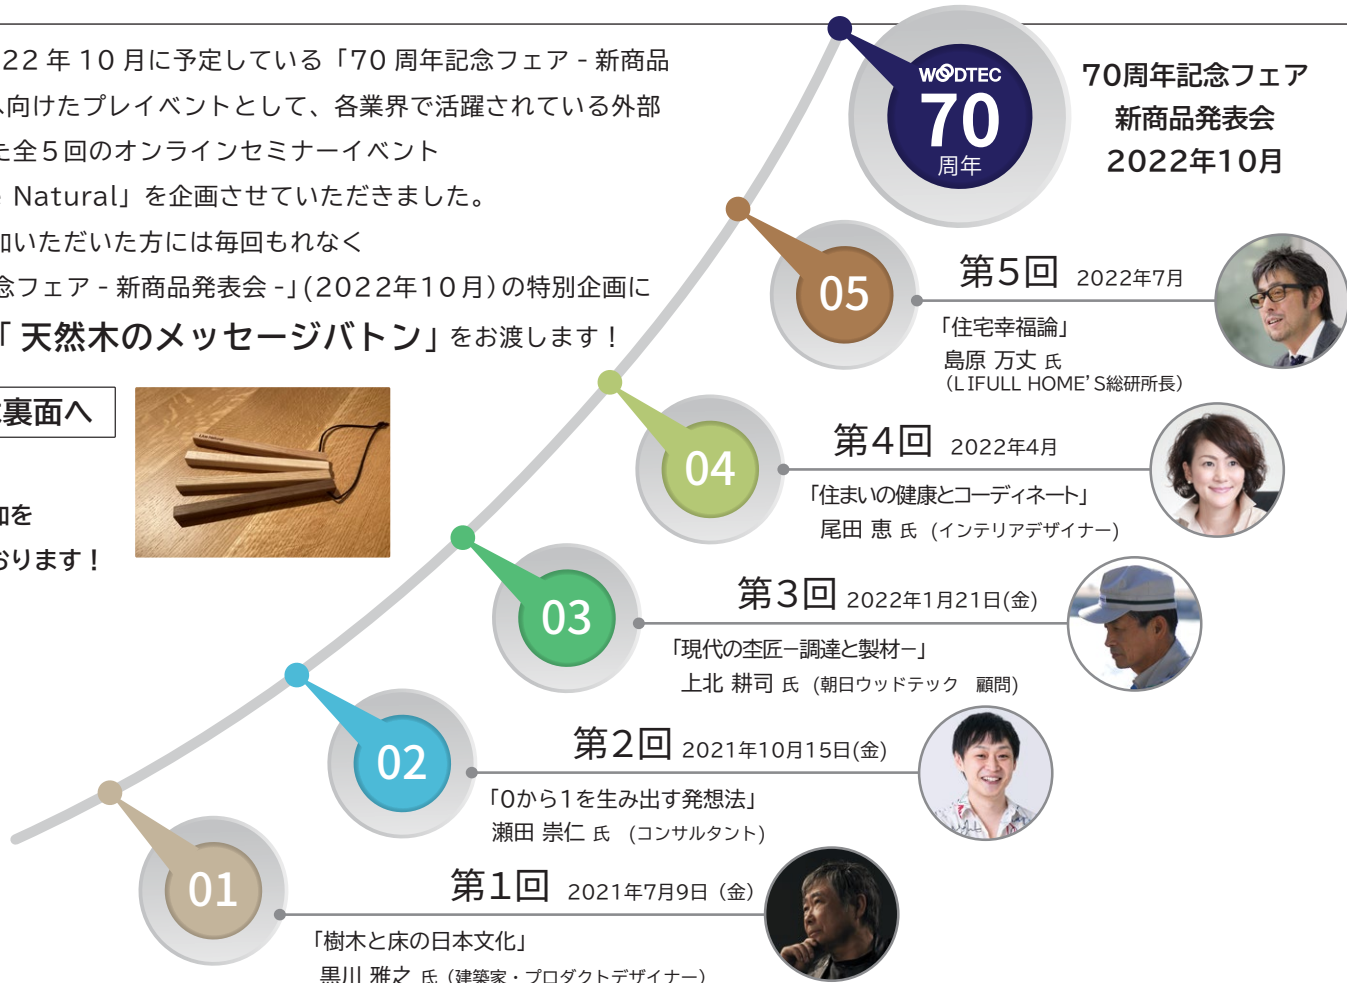 22 年 10 月に予定している「70 周年記念フェア - 新商品
へ向けたプレイベントとして、各業界で活躍されている外部
た全5回のオンラインセミナーイベント
Natural」を企画させていただきました。
加いただいた方には毎回もれなく
念フェア - 新商品発表会 -」(2022年10月)の特別企画に
「 天然木のメッセージバトン」をお渡します！
裏面へ
加を
おります！
WOODTEC
70
周年
70周年記念フェア
新商品発表会
2022年10月
05
第5回 2022年7月
「住宅幸福論」
島原 万丈 氏
（LIFULL HOME'S総研所長）
04
第4回 2022年4月
「住まいの健康とコーディネート」
尾田 恵 氏 (インテリアデザイナー)
03
第3回 2022年1月21日(金)
「現代の杢匠−調達と製材−」
上北 耕司 氏 (朝日ウッドテック 顧問)
02
第2回 2021年10月15日(金)
「0から1を生み出す発想法」
瀬田 崇仁 氏 (コンサルタント)
01
第1回 2021年7月9日（金）
「樹木と床の日本文化」
黒川 雅之 氏（建築家・プロダクトデザイナー）